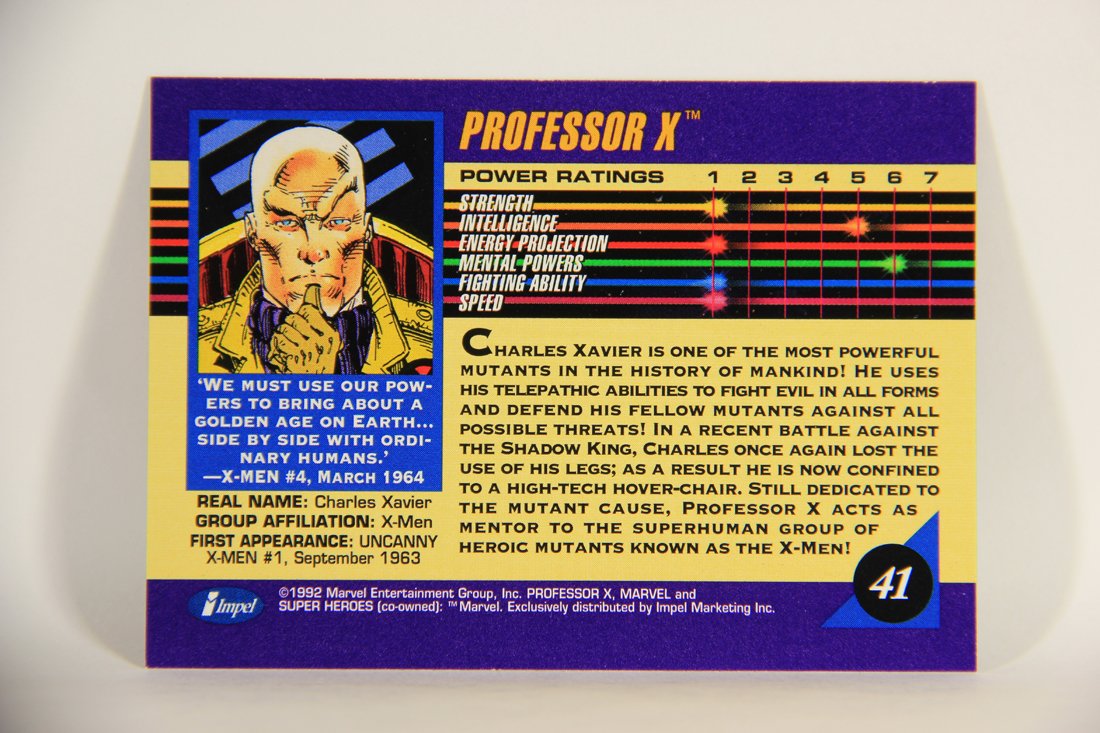 PROFESSOR X™
POWER RATINGS 1 2 3 4 5 6 7
STRENGTH
INTELLIGENCE
ENERGY PROJECTION
MENTAL POWERS
FIGHTING ABILITY
SPEED
‘WE MUST USE OUR POW-
ERS TO BRING ABOUT A
GOLDEN AGE ON EARTH...
SIDE BY SIDE WITH ORDI-
NARY HUMANS.’
—X-MEN #4, MARCH 1964
REAL NAME: Charles Xavier
GROUP AFFILIATION: X-Men
FIRST APPEARANCE: UNCANNY
X-MEN #1, September 1963
CHARLES XAVIER IS ONE OF THE MOST POWERFUL
MUTANTS IN THE HISTORY OF MANKIND! HE USES
HIS TELEPATHIC ABILITIES TO FIGHT EVIL IN ALL FORMS
AND DEFEND HIS FELLOW MUTANTS AGAINST ALL
POSSIBLE THREATS! IN A RECENT BATTLE AGAINST
THE SHADOW KING, CHARLES ONCE AGAIN LOST THE
USE OF HIS LEGS; AS A RESULT HE IS NOW CONFINED
TO A HIGH-TECH HOVER-CHAIR. STILL DEDICATED TO
THE MUTANT CAUSE, PROFESSOR X ACTS AS
MENTOR TO THE SUPERHUMAN GROUP OF
HEROIC MUTANTS KNOWN AS THE X-MEN!
41
Impel
©1992 Marvel Entertainment Group, Inc. PROFESSOR X, MARVEL and
SUPER HEROES (co-owned): ™Marvel. Exclusively distributed by Impel Marketing Inc.